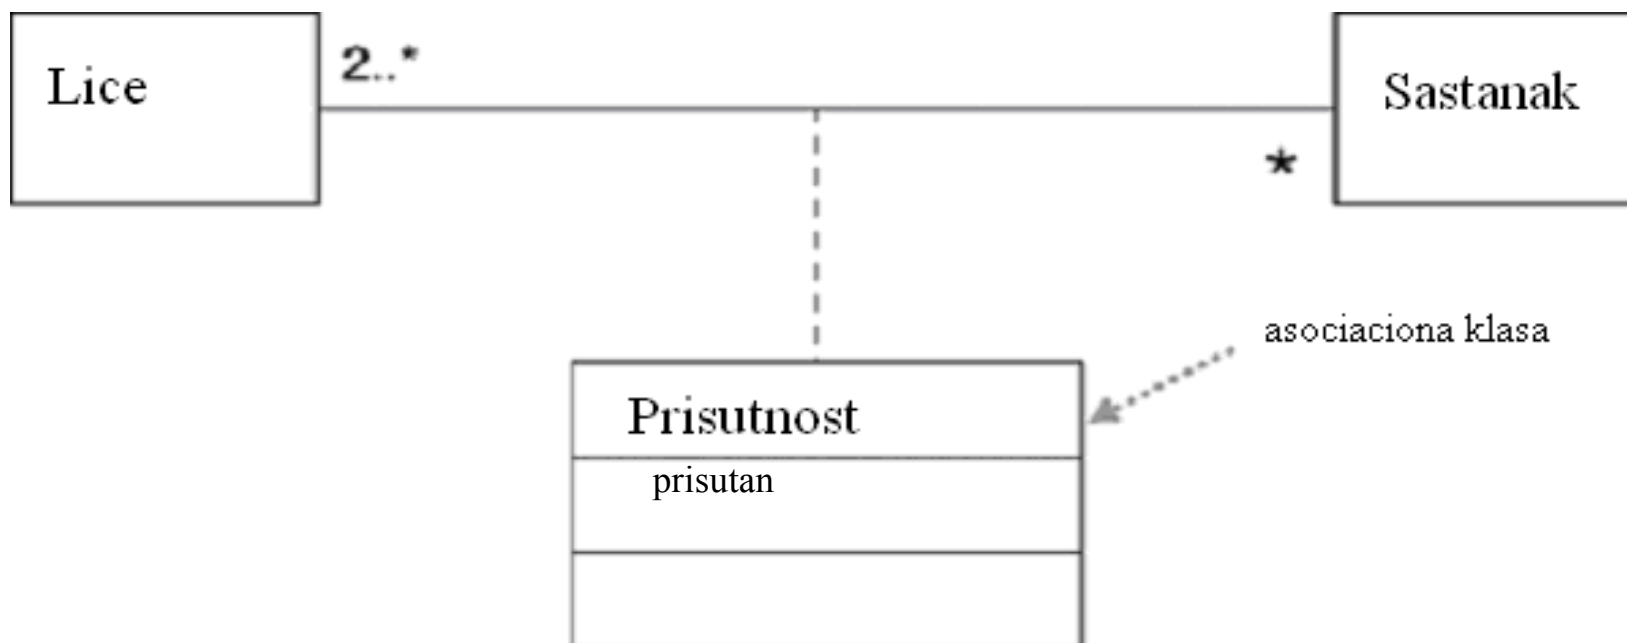 Lice
2..*
Sastanak
*
asociaciona klasa
Prisutnost
prisutan